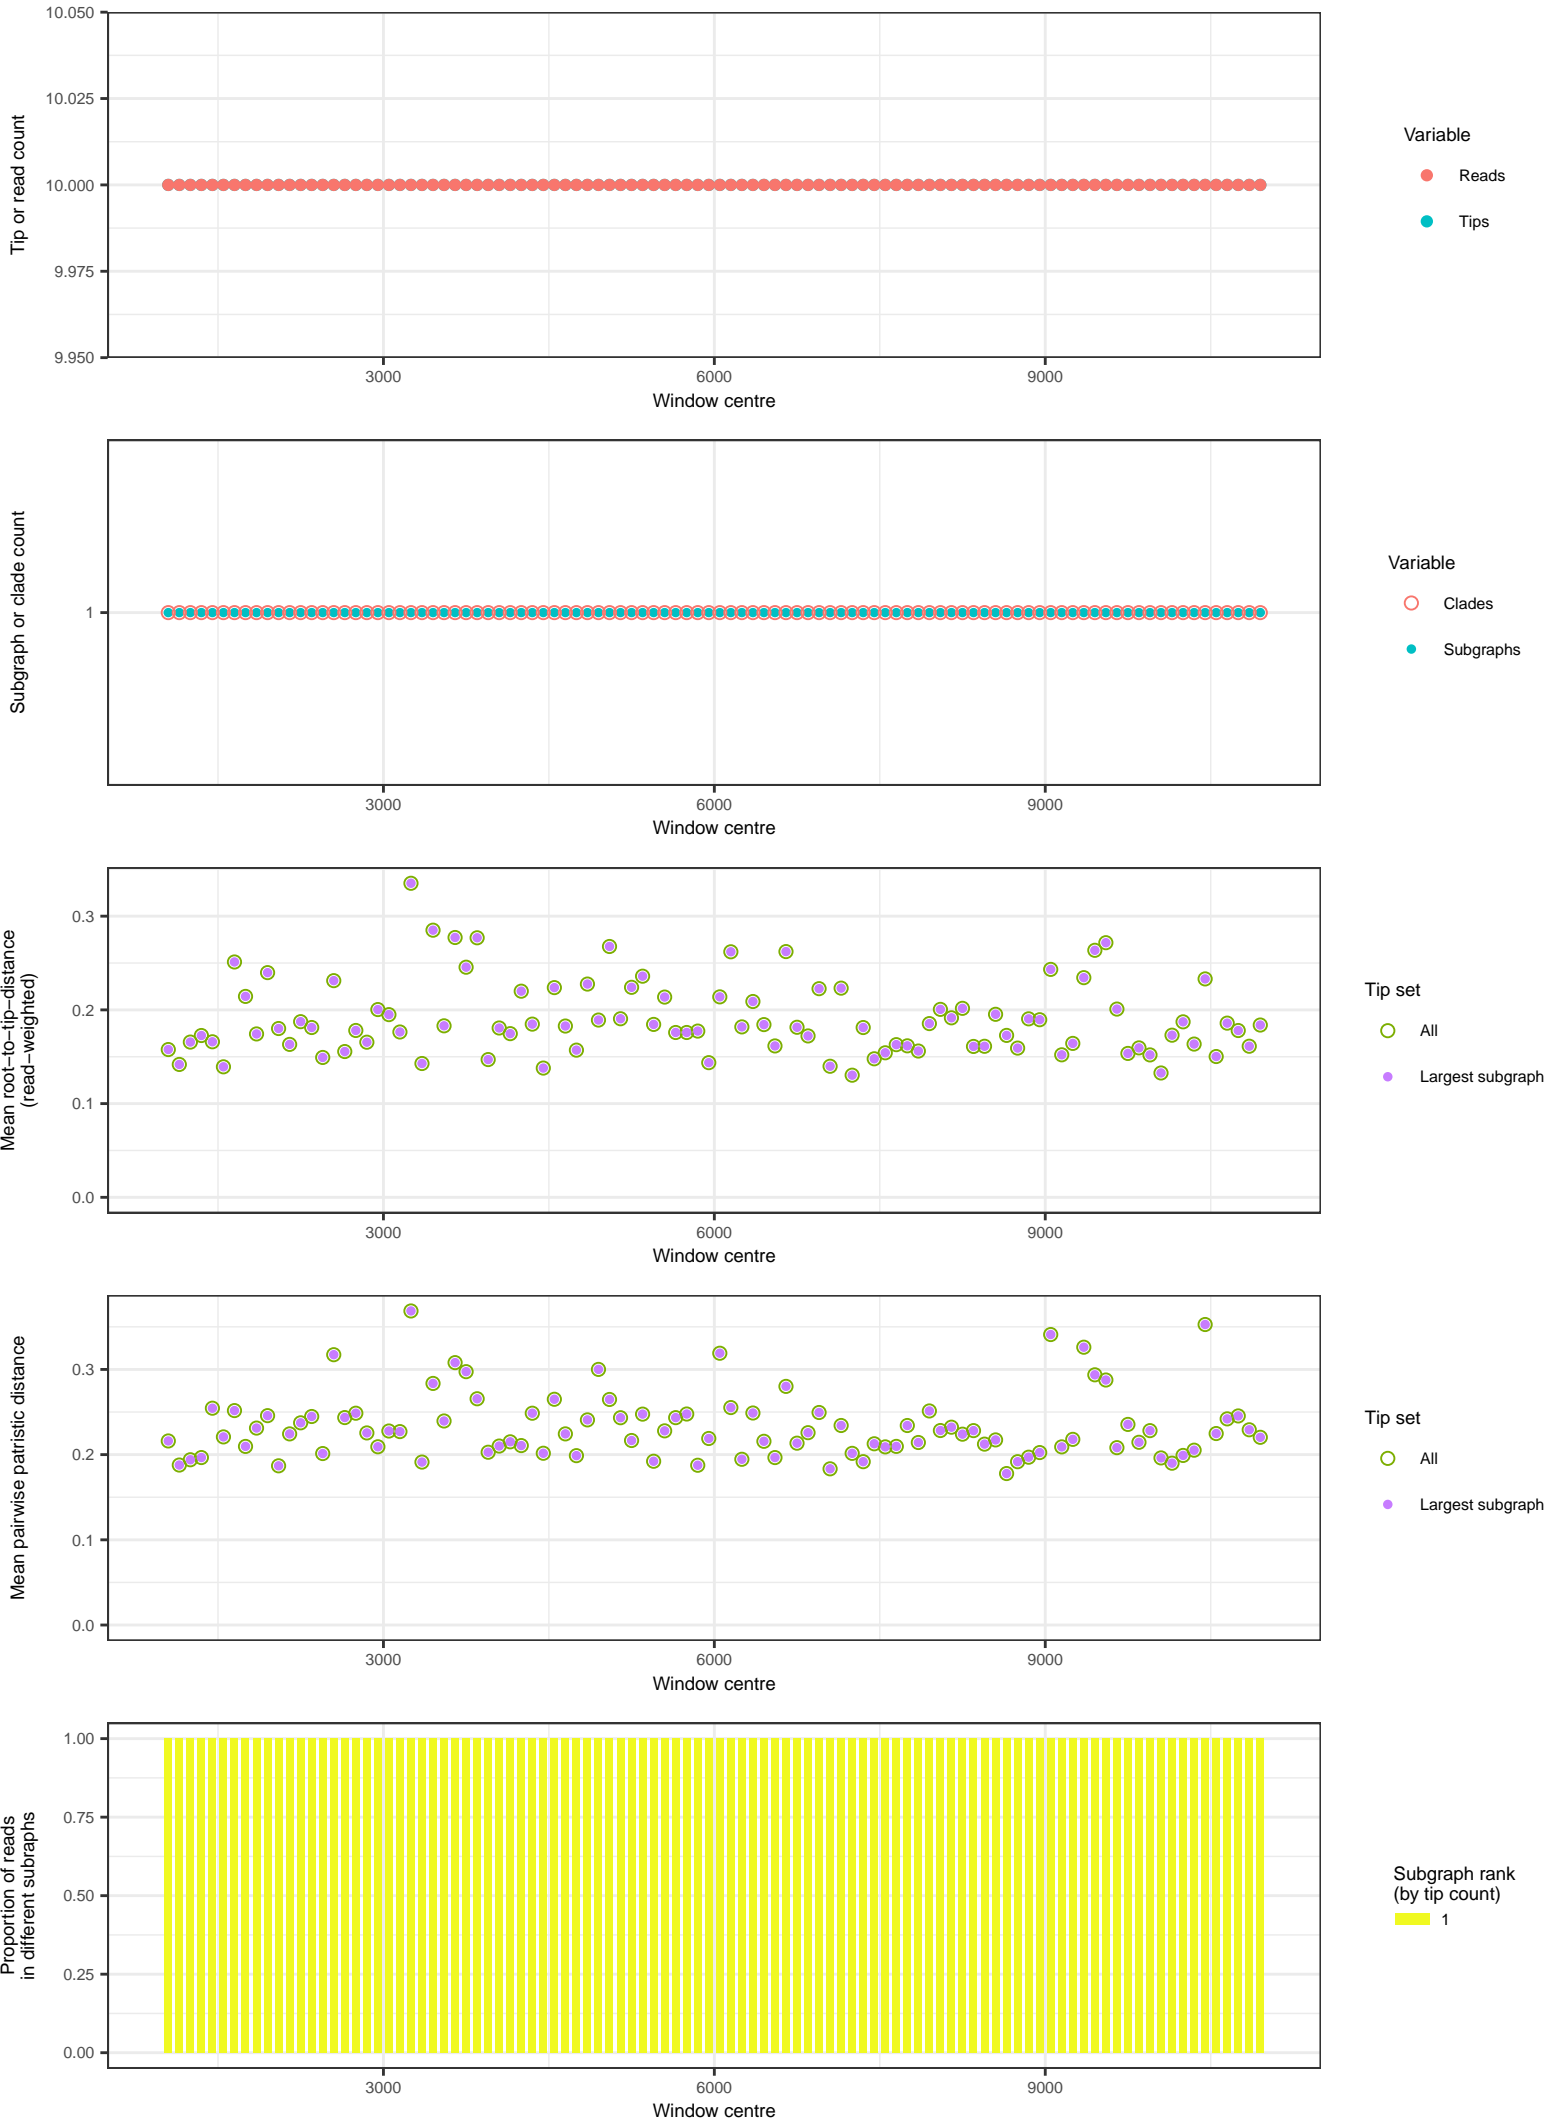 10.050
10.025
10.000
9.975
9.950
Tip or read count
3000 6000 9000
Window centre
Variable
Reads
Tips
Subgraph or clade count
1
3000 6000 9000
Window centre
Variable
Clades
Subgraphs
Mean root−to−tip−distance
(read−weighted)
0.3
0.2
0.1
0.0
3000 6000 9000
Window centre
Tip set
All
Largest subgraph
Mean pairwise patristic distance
0.3
0.2
0.1
0.0
3000 6000 9000
Window centre
Tip set
All
Largest subgraph
Proportion of reads
in different subraphs
1.00
0.75
0.50
0.25
0.00
3000 6000 9000
Window centre
Subgraph rank
(by tip count)
1